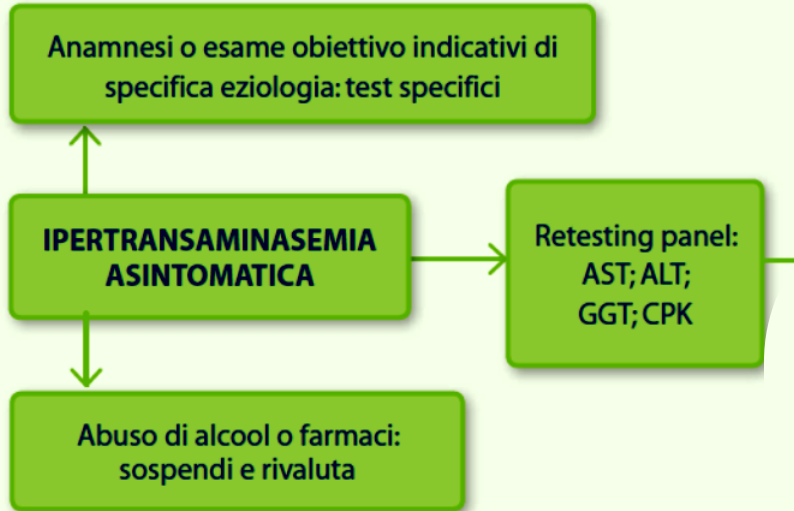 Anamnesi o esame obiettivo indicativi di
specifica eziologia: test specifici
IPERTRANSAMINASEMIA
ASINTOMATICA
Retesting panel:
AST; ALT;
GGT; CPK
Abuso di alcool o farmaci:
sospendi e rivaluta